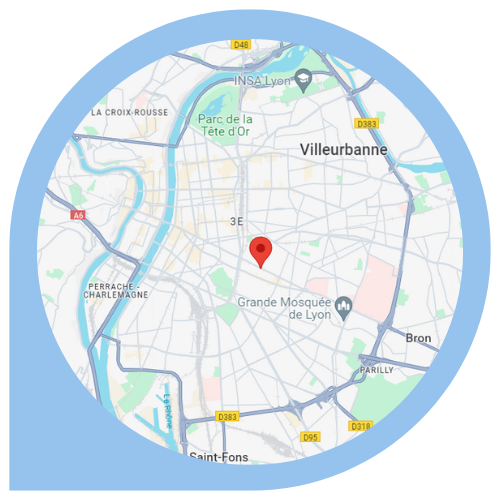 D48
INSA Lyon
LA CROIX-ROUSSE
Parc de la
Tête d'Or
D383
Villeurbanne
A6
3E
PERRACHE -
CHARLEMAGNE
Grande Mosquée
de Lyon
Bron
PARILLY
Le Rhône
D383
D318
D95
Saint-Fons